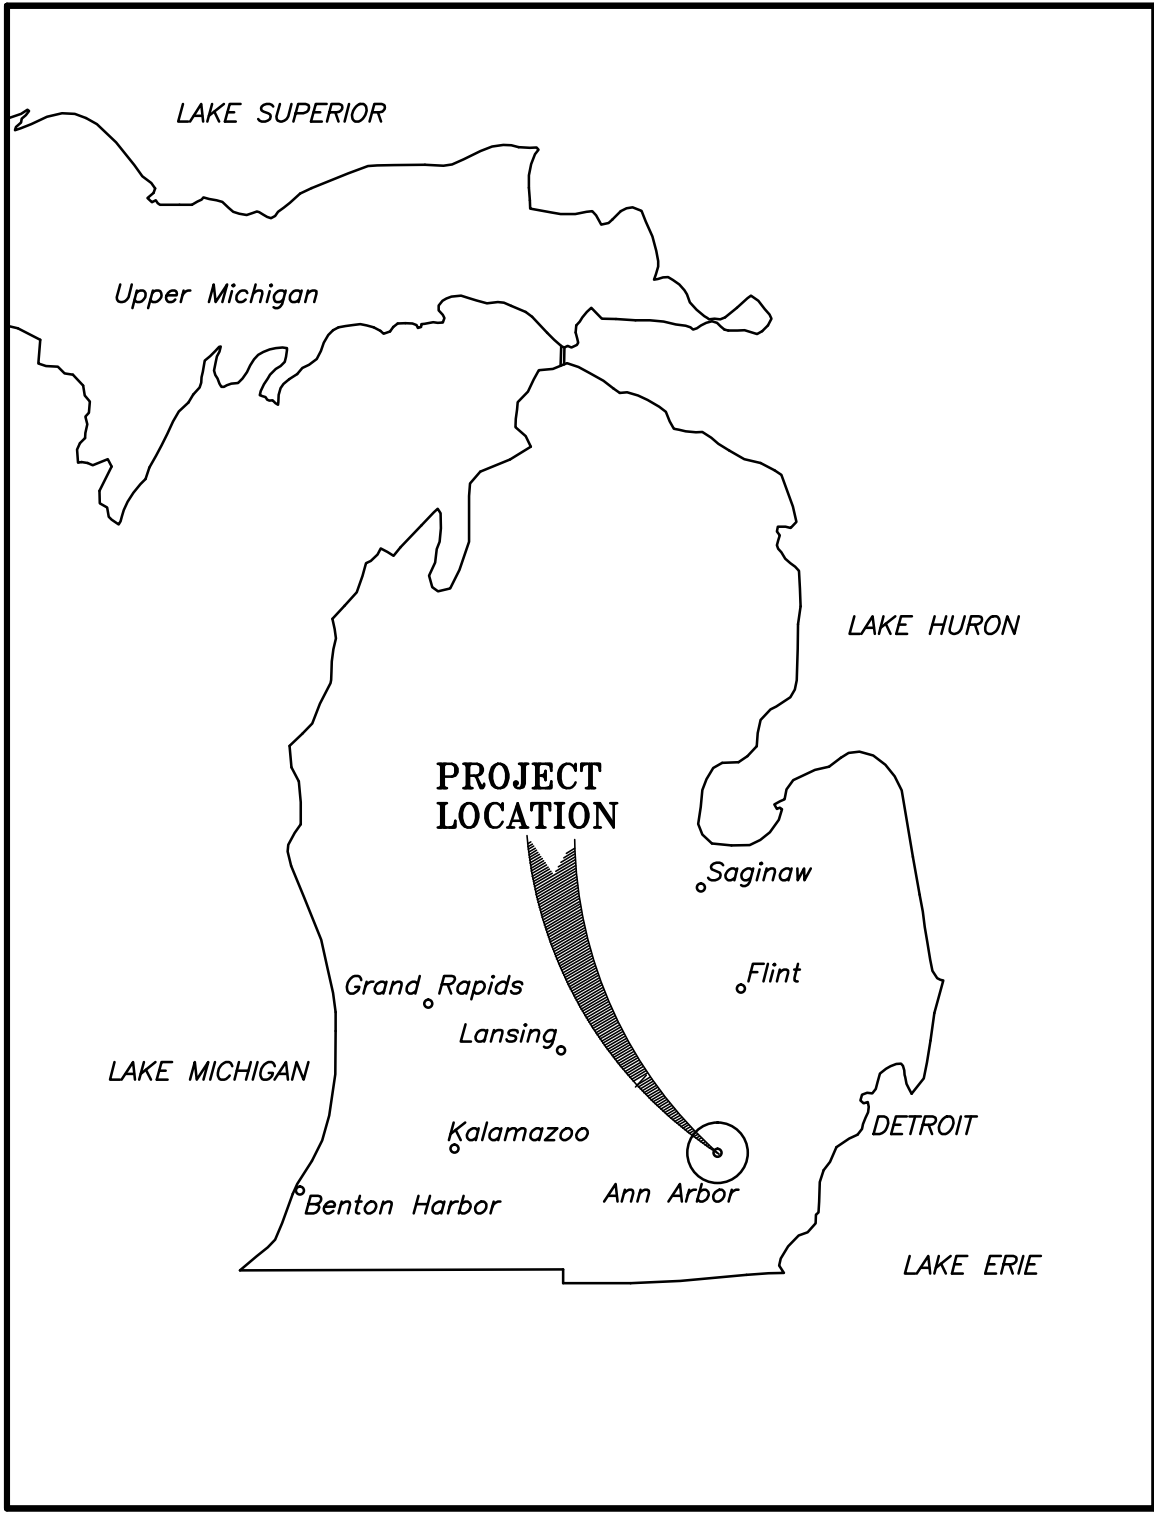 LAKE SUPERIOR
Upper Michigan
LAKE HURON
PROJECT
LOCATION
Saginaw
Flint
Grand Rapids
Lansing
LAKE MICHIGAN
DETROIT
Kalamazoo
Ann Arbor
Benton Harbor
LAKE ERIE